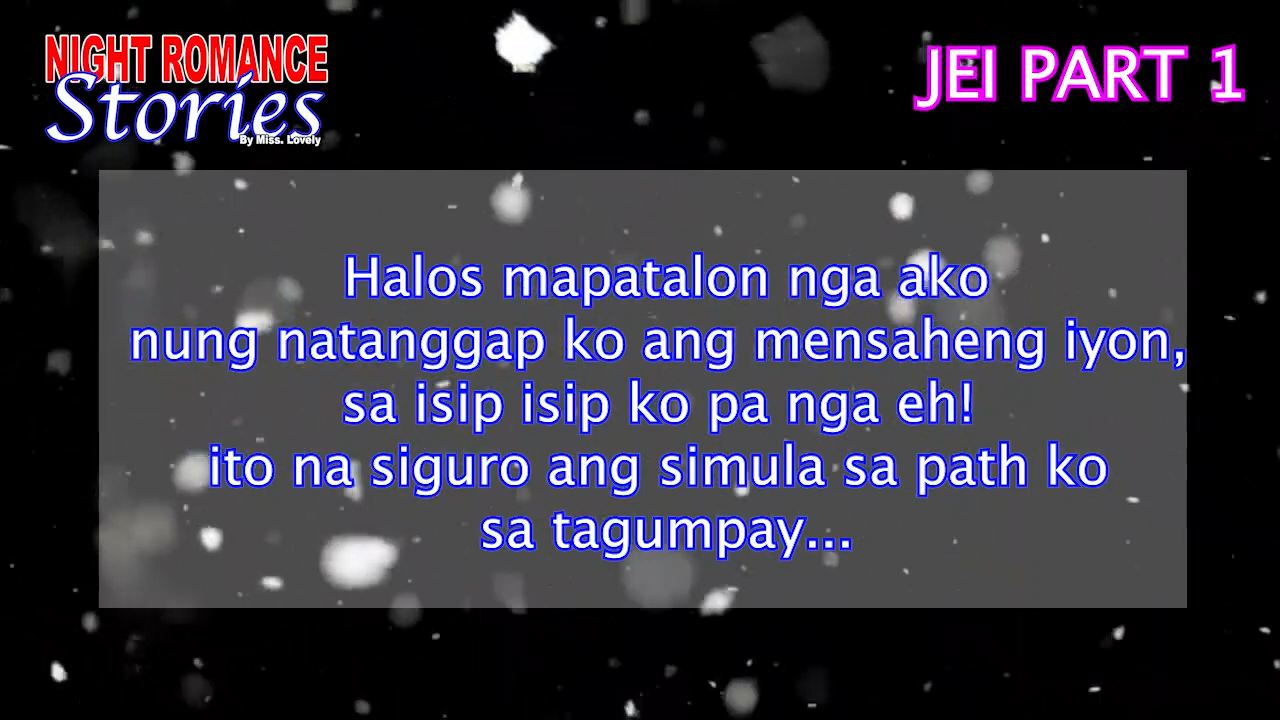 NIGHT ROMANCE
Stories
By Miss. Lovely
JEI PART 1
Halos mapatalon nga ako
nung natanggap ko ang mensaheng iyon,
sa isip isip ko pa nga eh!
ito na siguro ang simula sa path ko
sa tagumpay...